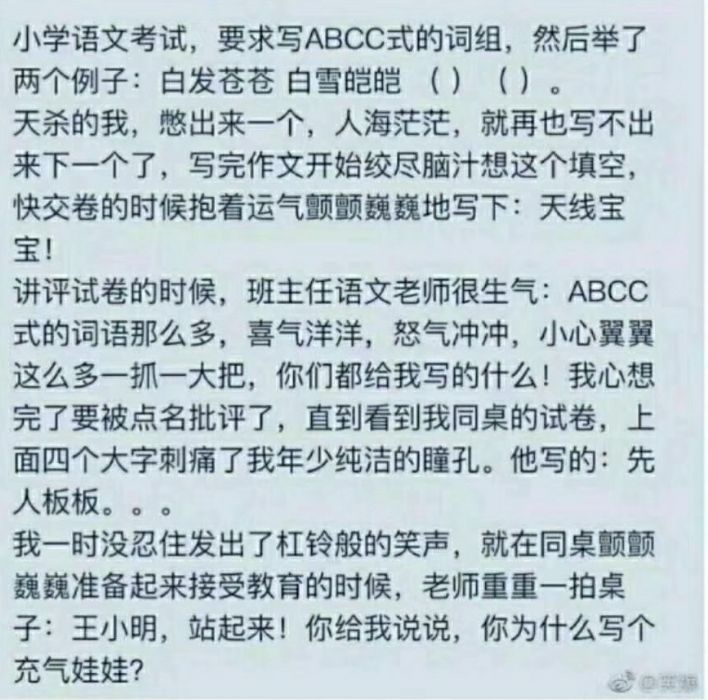 小学语文考试，要求写ABCC式的词组，然后举了
两个例子：白发苍苍 白雪皑皑 （ ）（ ）。
天杀的我，憋出来一个，人海茫茫，就再也写不出
来下一个了，写完作文开始绞尽脑汁想这个填空，
快交卷的时候抱着运气颤颤巍巍地写下：天线宝
宝！
讲评试卷的时候，班主任语文老师很生气：ABCC
式的词语那么多，喜气洋洋，怒气冲冲，小心翼翼
这么多一抓一大把，你们都给我写的什么！我心想
完了要被点名批评了，直到看到我同桌的试卷，上
面四个大字刺痛了我年少纯洁的瞳孔。他写的：先
人板板。。。
我一时没忍住发出了杠铃般的笑声，就在同桌颤颤
巍巍准备起来接受教育的时候，老师重重一拍桌
子：王小明，站起来！你给我说说，你为什么写个
充气娃娃？